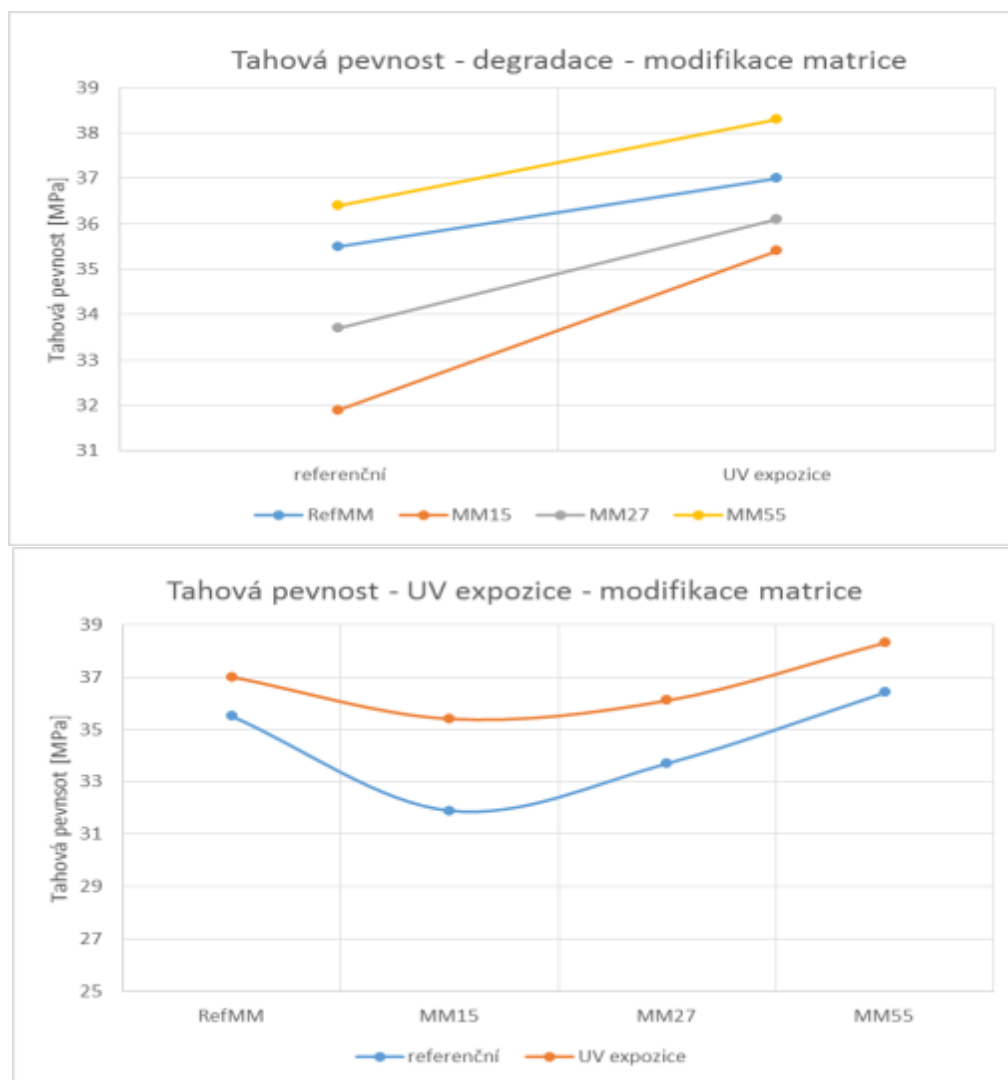 Tahová pevnost - degradace - modifikace matrice
Tahová pevnost [MPa]
39
38
37
36
35
34
33
32
31
referenční UV expozice
RefMM MM15 MM27 MM55
Tahová pevnost - UV expozice - modifikace matrice
Tahová pevnsot [MPa]
39
37
35
33
31
29
27
25
RefMM MM15 MM27 MM55
referenční UV expozice